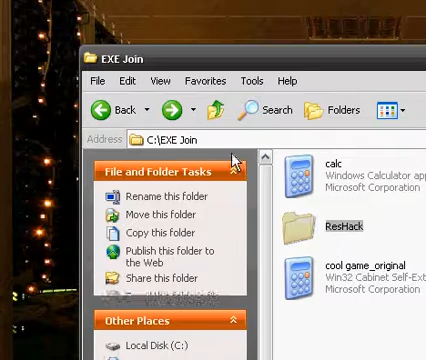 EXE Join
File Edit View Favorites Tools Help
Back Search Folders
Address C:\EXE Join
File and Folder Tasks
Rename this folder
Move this folder
Copy this folder
Publish this folder to
the Web
Share this folder
Other Places
Local Disk (C:)
calc
Windows Calculator ap
Microsoft Corporation
ResHack
cool game_original
Win32 Cabinet Self-Ext
Microsoft Corporation